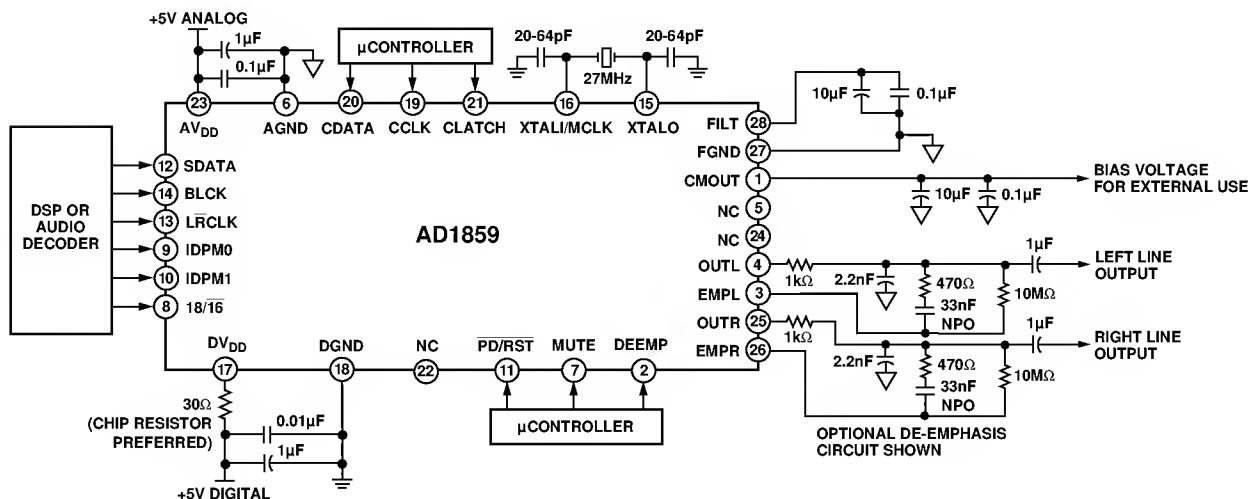 +5V ANALOG
1µF
0.1µF
µCONTROLLER
20-64pF
20-64pF
27MHz
10µF
0.1µF
23
6
20
19
21
16
15
AVDD
AGND
CDATA
CCLK
CLATCH
XTALI/MCLK
XTALO
FILT
28
FGND
27
CMOUT
1
BIAS VOLTAGE
FOR EXTERNAL USE
10µF
0.1µF
NC
5
NC
24
DSP OR
AUDIO
DECODER
12
SDATA
14
BLCK
13
LRCLK
9
IDPM0
10
IDPM1
8
18/16
AD1859
OUTL
4
1kΩ
2.2nF
470Ω
33nF
NPO
10MΩ
1µF
LEFT LINE
OUTPUT
EMPL
3
OUTR
25
1kΩ
2.2nF
470Ω
33nF
NPO
10MΩ
1µF
RIGHT LINE
OUTPUT
EMPR
26
OPTIONAL DE-EMPHASIS
CIRCUIT SHOWN
DVDD
DGND
NC
PD/RST
MUTE
DEEMP
17
18
22
11
7
2
30Ω
(CHIP RESISTOR
PREFERRED)
0.01µF
1µF
+5V DIGITAL
µCONTROLLER